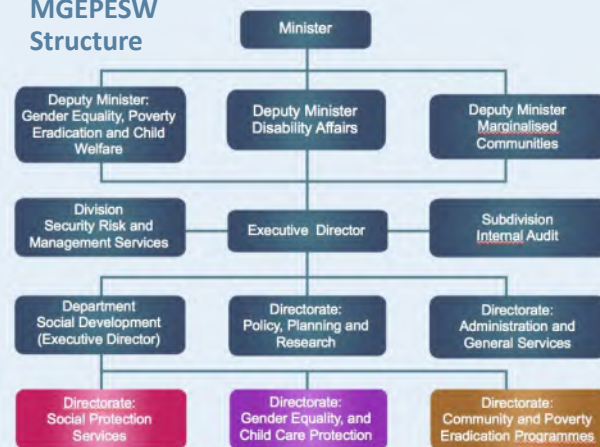 MGEPESW
Structure
Minister
Deputy Minister:
Gender Equality, Poverty
Eradication and Child
Welfare
Deputy Minister
Disability Affairs
Deputy Minister
Marginalised
Communities
Division
Security Risk and
Management Services
Executive Director
Subdivision
Internal Audit
Department
Social Development
(Executive Director)
Directorate:
Policy, Planning and
Research
Directorate:
Administration and
General Services
Directorate:
Social Protection
Services
Directorate:
Gender Equality, and
Child Care Protection
Directorate:
Community and Poverty
Eradication Programmes